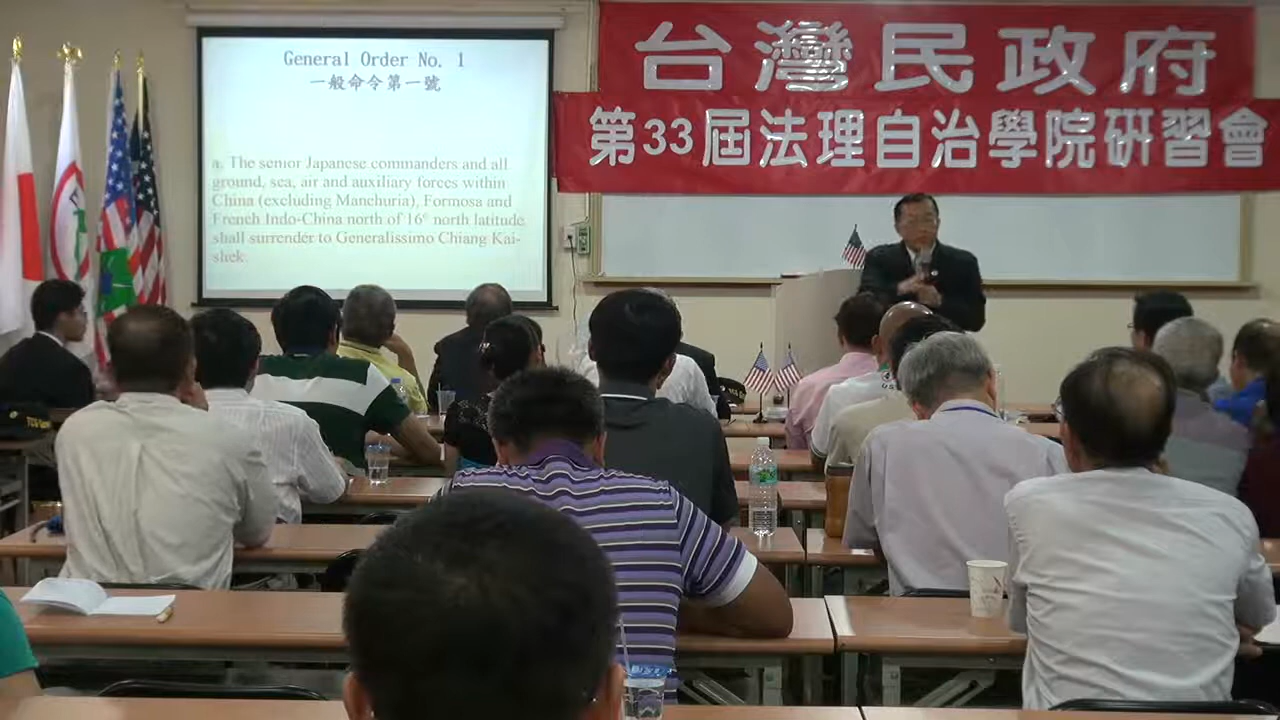 General Order No. 1
一般命令第一號
a. The senior Japanese commanders and all
ground, sea, air and auxiliary forces within
China (excluding Manchuria), Formosa and
French Indo-China north of 16° north latitude
shall surrender to Generalissimo Chiang Kai-
shek.
台灣民政府
第33屆法理自治學院研習會